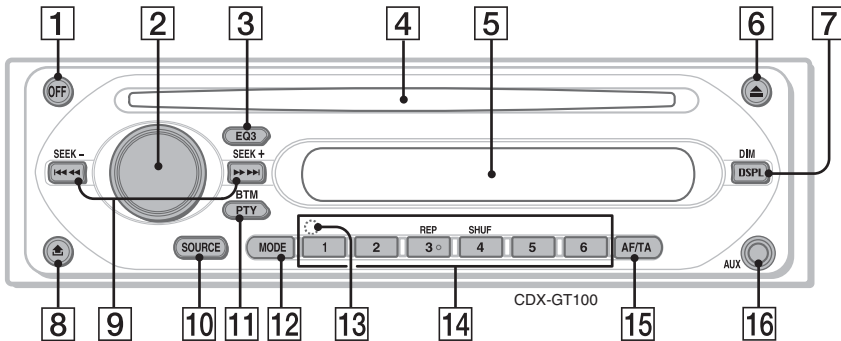 1 2 3 4 5 6 7
OFF
EQ3
SEEK – SEEK + DIM
DSPL
BTM
PTY
REP SHUF
SOURCE MODE 1 2 3 4 5 6 AF/TA
AUX
CDX-GT100
8 9 10 11 12 13 14 15 16